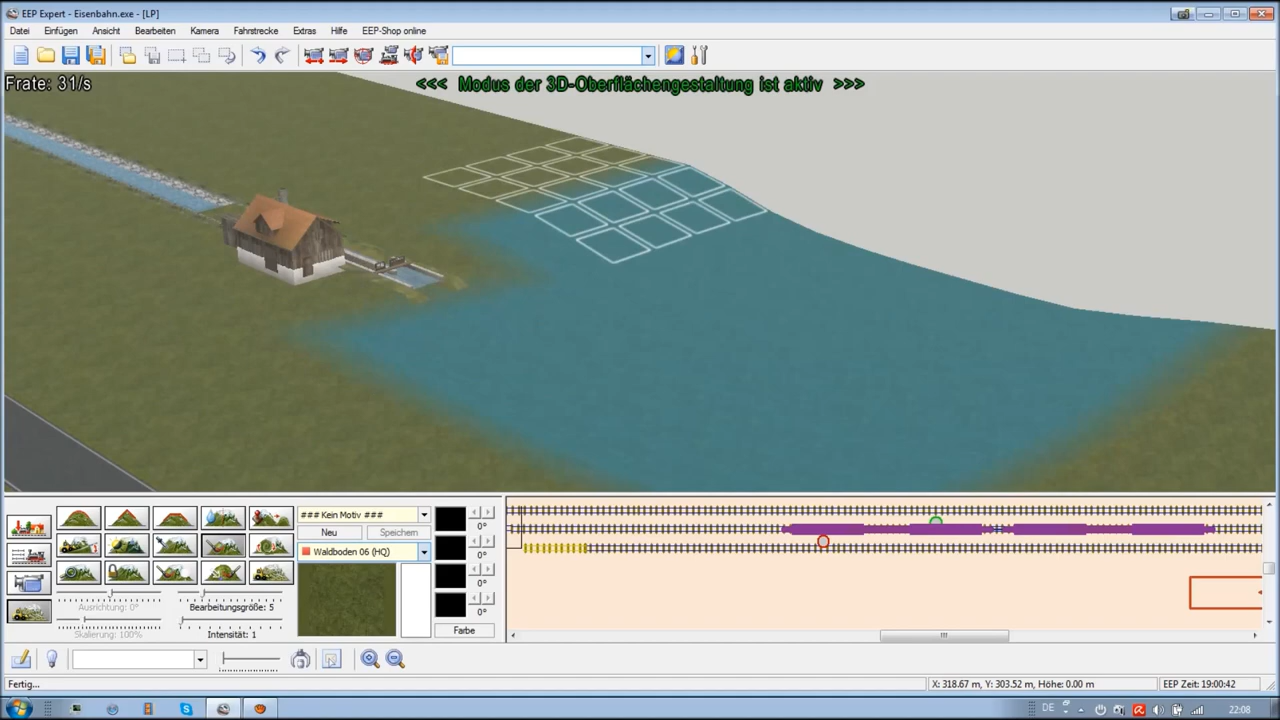 EEP Expert - Eisenbahn.exe - [LP]
Datei Einfügen Ansicht Bearbeiten Kamera Fahrstrecke Extras Hilfe EEP-Shop online
Frate: 31/s
<<< Modus der 3D-Oberflächengestaltung ist aktiv >>>
### Kein Motiv ###
Neu Speichern
Waldboden 06 (HQ)
0°
0°
0°
0°
Farbe
Ausrichtung: 0° Bearbeitungsgröße: 5
Skalierung: 100% Intensität: 1
Fertig...
X: 318.67 m, Y: 303.52 m, Höhe: 0.00 m
EEP Zeit: 19:00:42
DE
22:08